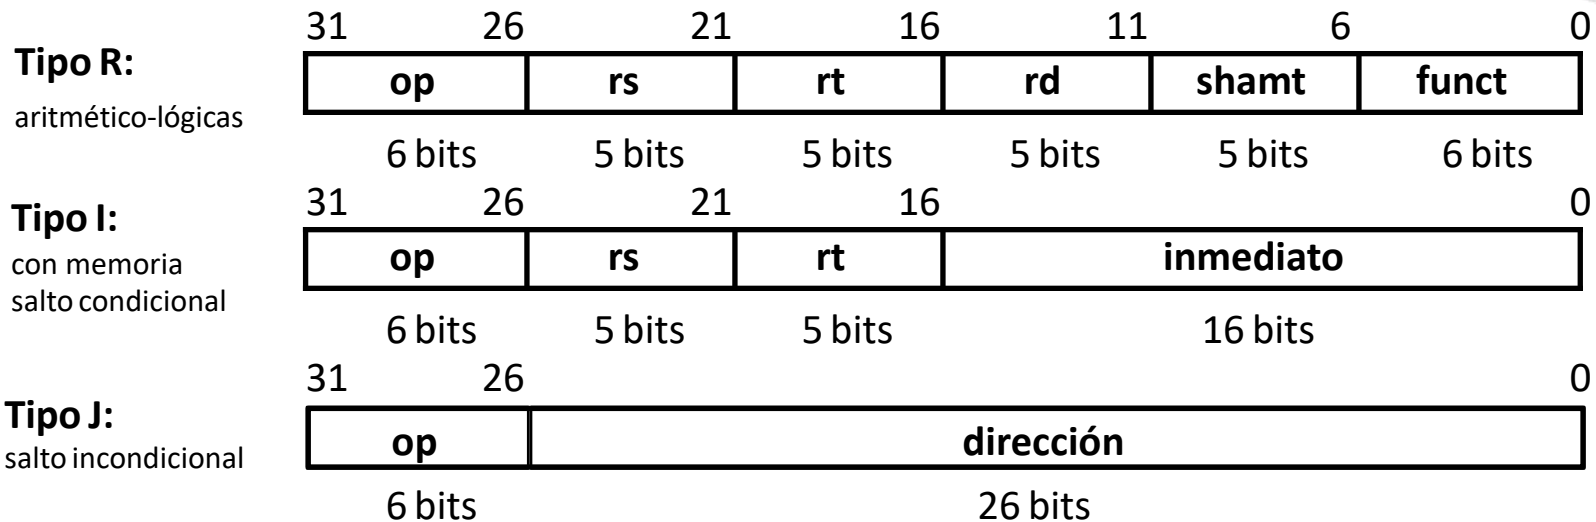 31 26 21 16 11 6 0
Tipo R:
op rs rt rd shamt funct
aritmético-lógicas
6 bits 5 bits 5 bits 5 bits 5 bits 6 bits
31 26 21 16 0
Tipo I:
op rs rt inmediato
con memoria
salto condicional
6 bits 5 bits 5 bits 16 bits
31 26 0
Tipo J:
op dirección
salto incondicional
6 bits 26 bits